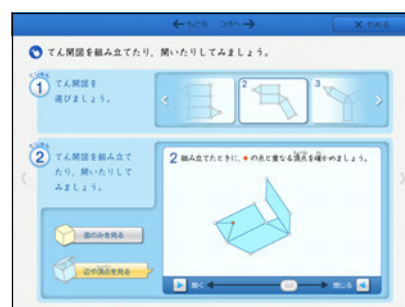 ← もどる つぎへ →
× やめる
てん開図を組み立てたり，開いたりしてみましょう。
てじゅん
1
てん開図を
選びましょう。
2
3
てじゅん
2
てん開図を組み立て
たり，開いたりして
みましょう。
面のみを見る
辺や頂点を見る
2 組み立てたときに，●の点と重なる頂点を確かめましょう。
開く
閉じる